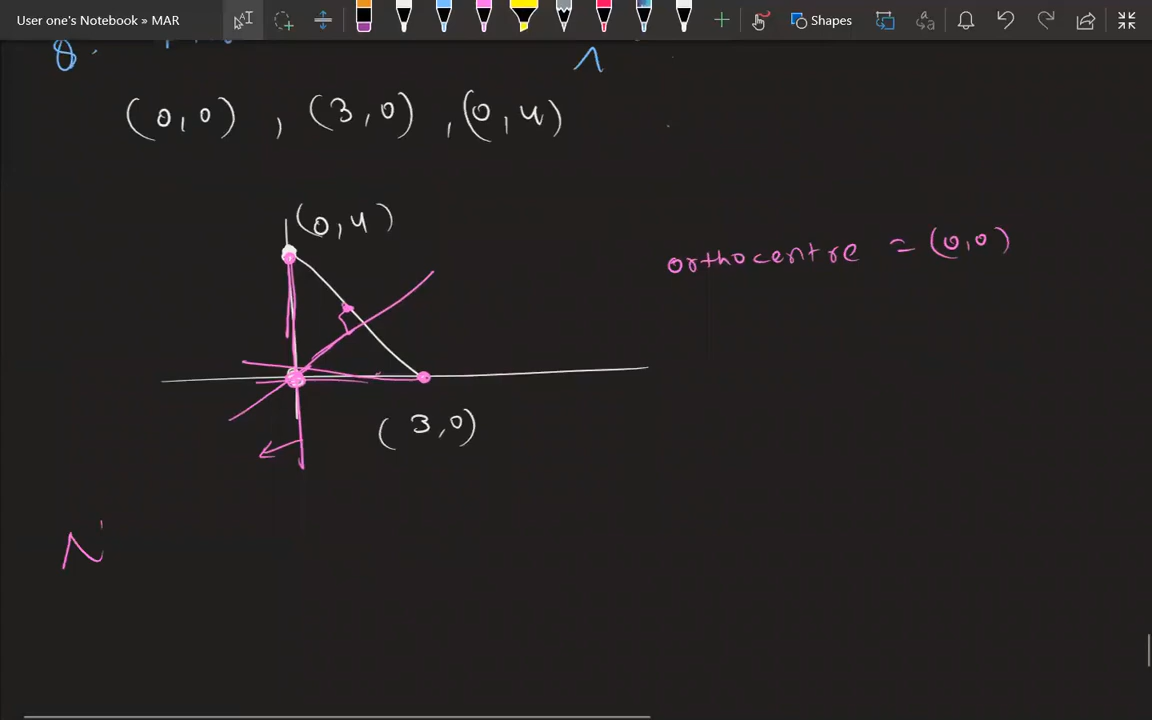 User one's Notebook » MAR
Shapes
(0,0) , (3,0) , (0,4)
(0,4)
orthocentre = (0,0)
(3,0)
N